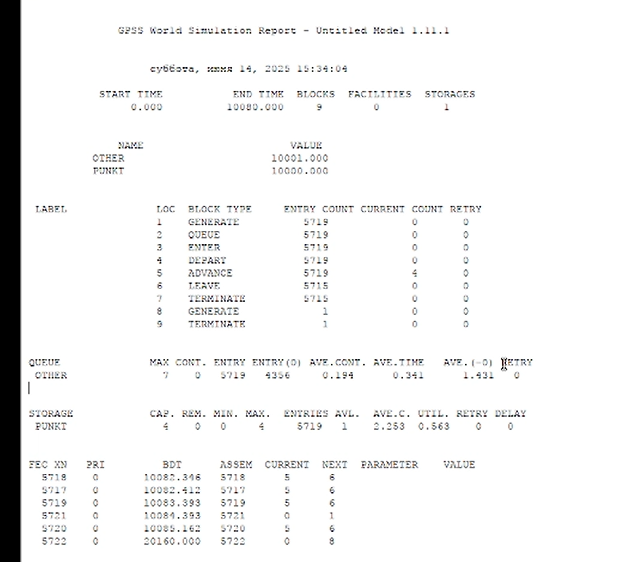 GPSS World Simulation Report - Untitled Model 1.11.1
суббота, июня 14, 2025 15:34:04
START TIME END TIME BLOCKS FACILITIES STORAGES
0.000 10080.000 9 0 1
NAME VALUE
OTHER 10001.000
PUNKT 10000.000
LABEL LOC BLOCK TYPE ENTRY COUNT CURRENT COUNT RETRY
1 GENERATE 5719 0 0
2 QUEUE 5719 0 0
3 ENTER 5719 0 0
4 DEPART 5719 0 0
5 ADVANCE 5719 4 0
6 LEAVE 5715 0 0
7 TERMINATE 5715 0 0
8 GENERATE 1 0 0
9 TERMINATE 1 0 0
QUEUE MAX CONT. ENTRY ENTRY(0) AVE.CONT. AVE.TIME AVE.(-0) RETRY
OTHER 7 0 5719 4356 0.194 0.341 1.431 0
STORAGE CAP. REM. MIN. MAX. ENTRIES AVL. AVE.C. UTIL. RETRY DELAY
PUNKT 4 0 0 4 5719 1 2.253 0.563 0 0
FEC XN PRI BDT ASSEM CURRENT NEXT PARAMETER VALUE
5718 0 10082.346 5718 5 6
5717 0 10082.412 5717 5 6
5719 0 10083.393 5719 5 6
5721 0 10084.393 5721 0 1
5720 0 10085.162 5720 5 6
5722 0 20160.000 5722 0 8